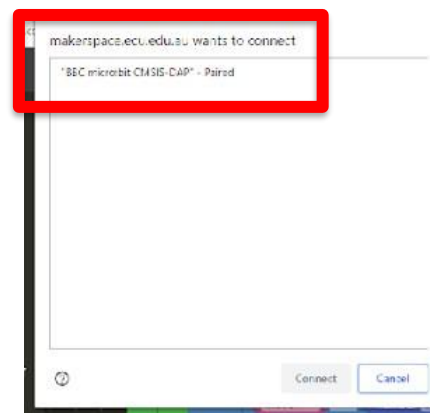 makerspace.ecu.edu.au wants to connect
"BBC micro:bit CMSIS-DAP" - Paired
Connect
Cancel